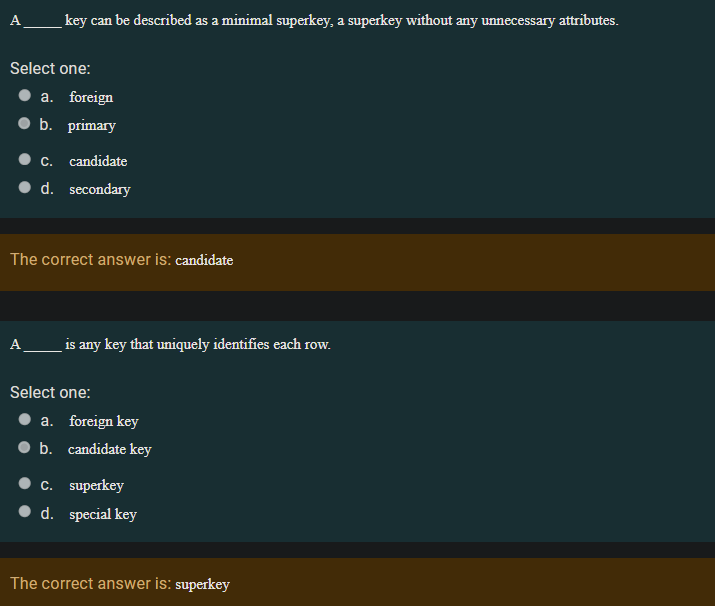 A _____ key can be described as a minimal superkey, a superkey without any unnecessary attributes.
Select one:
a. foreign
b. primary
c. candidate
d. secondary
The correct answer is: candidate
A _____ is any key that uniquely identifies each row.
Select one:
a. foreign key
b. candidate key
c. superkey
d. special key
The correct answer is: superkey